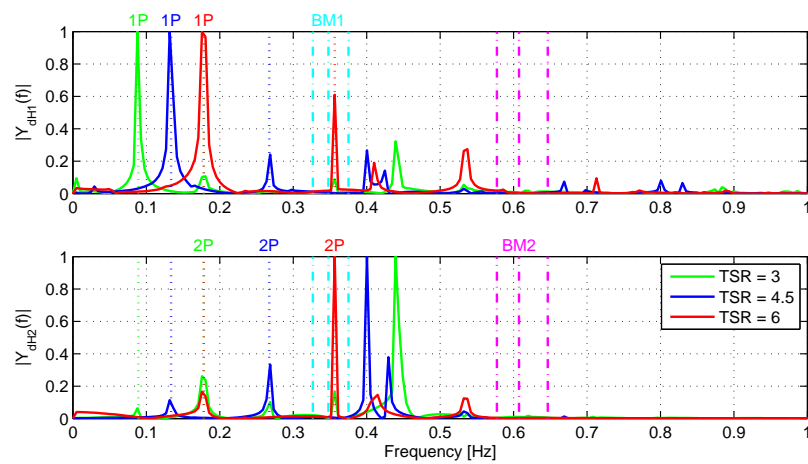 1P 1P 1P BM1
|Y_dH1(f)|
1
0.8
0.6
0.4
0.2
0
0 0.1 0.2 0.3 0.4 0.5 0.6 0.7 0.8 0.9 1
2P 2P 2P BM2
|Y_dH2(f)|
1
0.8
0.6
0.4
0.2
0
TSR = 3
TSR = 4.5
TSR = 6
0 0.1 0.2 0.3 0.4 0.5 0.6 0.7 0.8 0.9 1
Frequency [Hz]